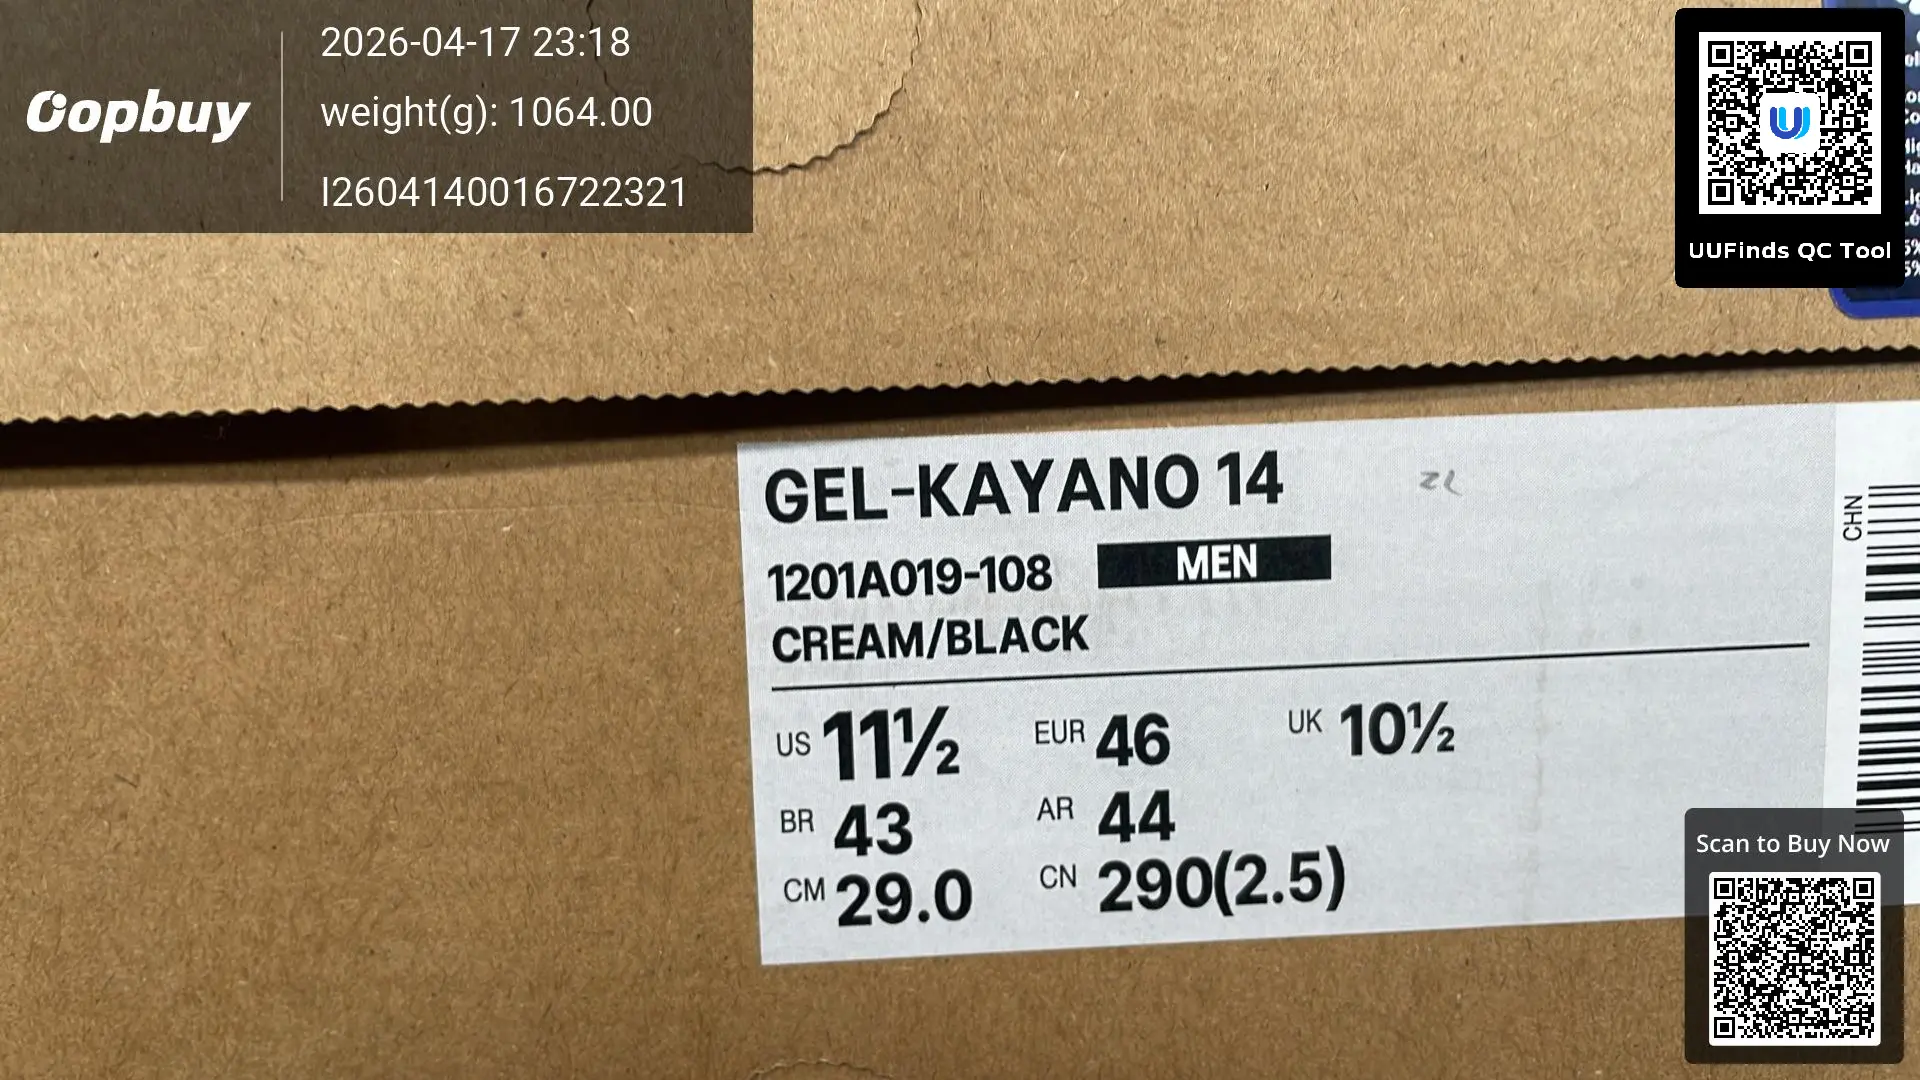 Oopbuy
2026-04-17 23:18
weight(g): 1064.00
I2604140016722321
UUFinds QC Tool
GEL-KAYANO 14
ZL
1201A019-108
MEN
CREAM/BLACK
US 11½
EUR 46
UK 10½
BR 43
AR 44
CM 29.0
CN 290(2.5)
CHN
Scan to Buy Now